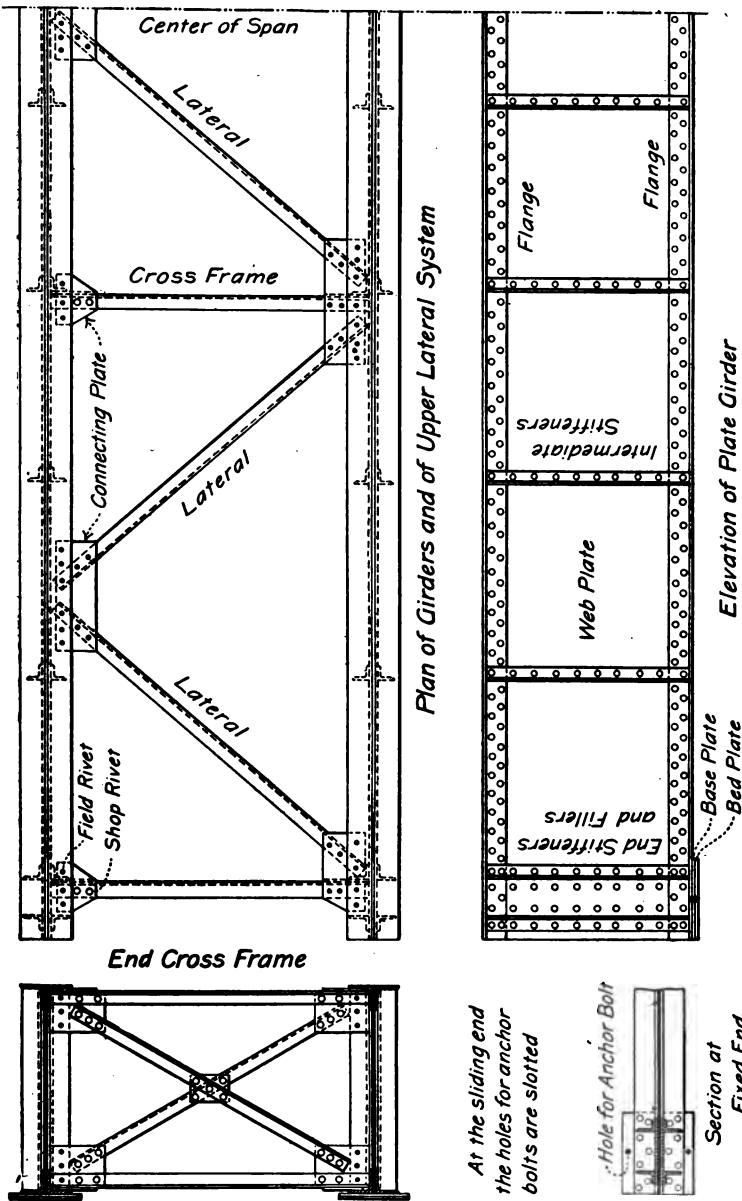 Center of Span
Lateral
Cross Frame
Connecting Plate
Lateral
Lateral
Field Rivet
Shop Rivet
Plan of Girders and of Upper Lateral System
Flange
Flange
Intermediate
Stiffeners
Web Plate
End Stiffeners
and Fillers
Base Plate
Bed Plate
Elevation of Plate Girder
End Cross Frame
At the sliding end
the holes for anchor
bolts are slotted
Hole for Anchor Bolt
Section at
Fixed End